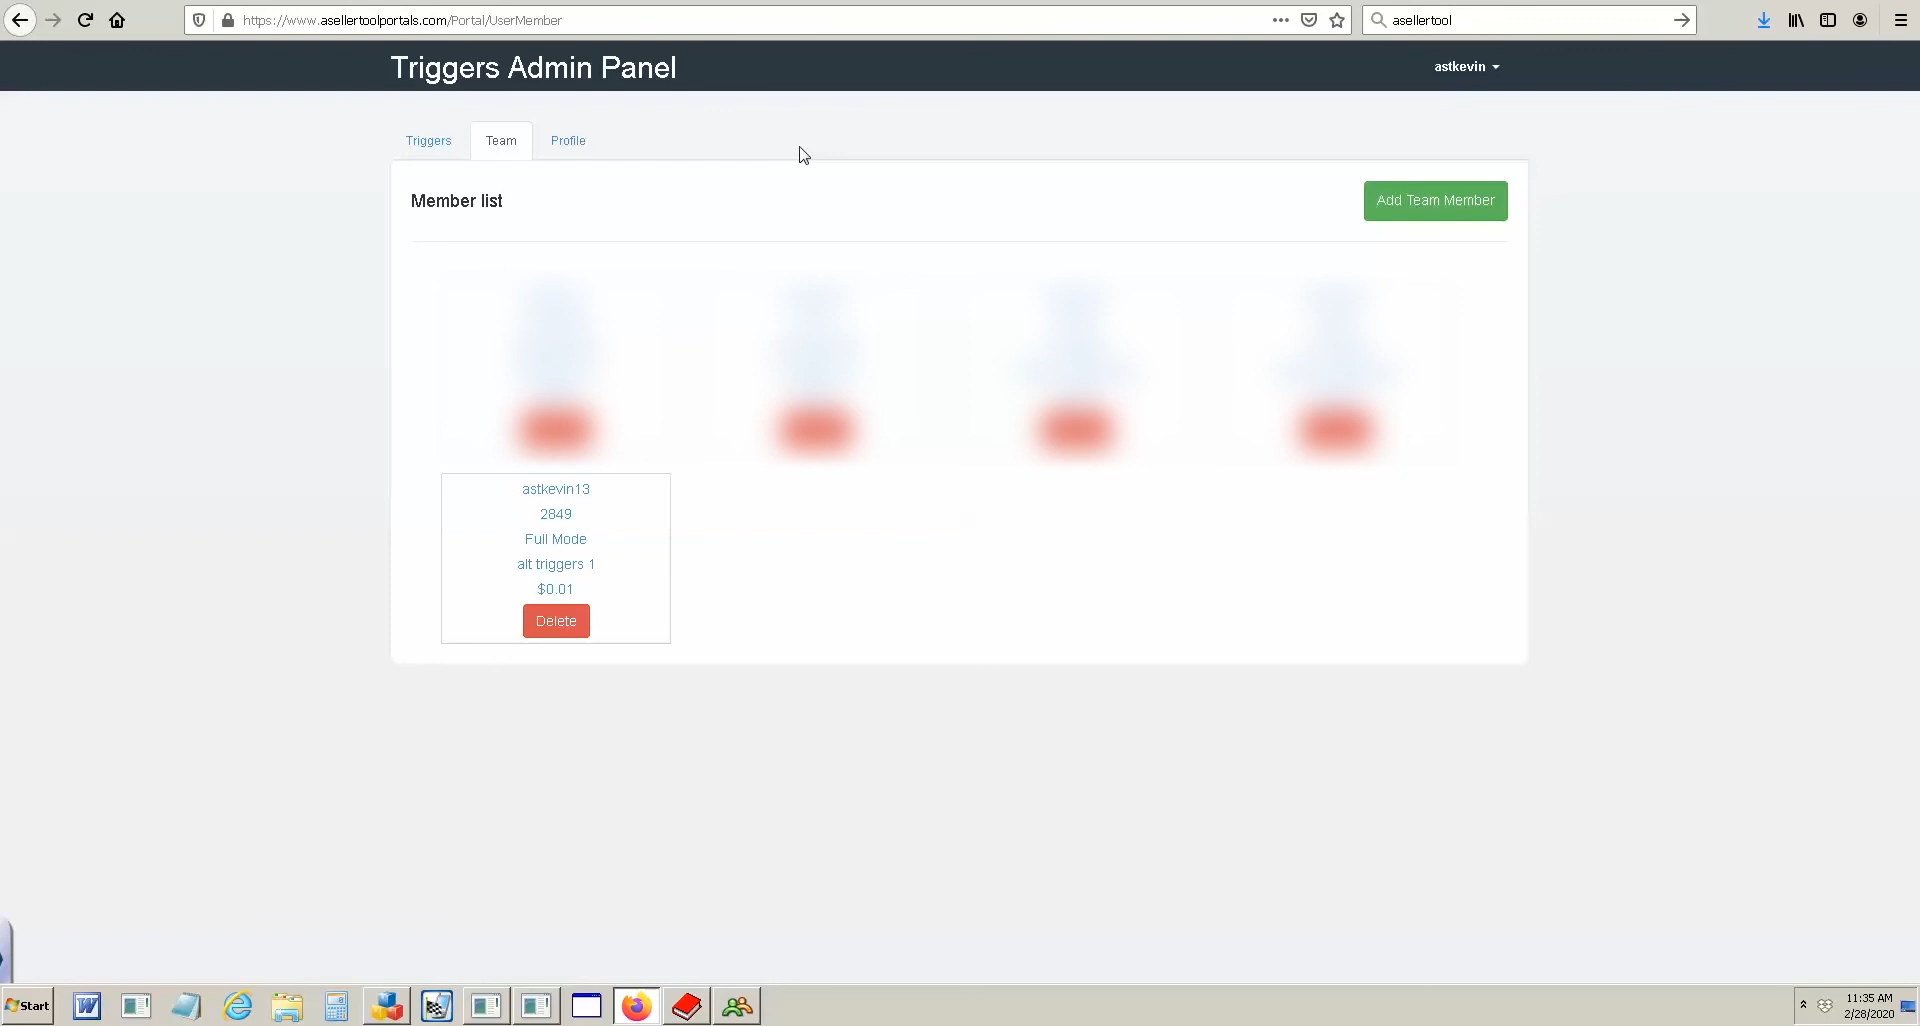 https://www.asellertoolportals.com/Portal/UserMember
asellertool
Triggers Admin Panel
astkevin
Triggers
Team
Profile
Member list
Add Team Member
astkevin13
2849
Full Mode
alt triggers 1
$0.01
Delete
Start
11:35 AM
2/28/2020